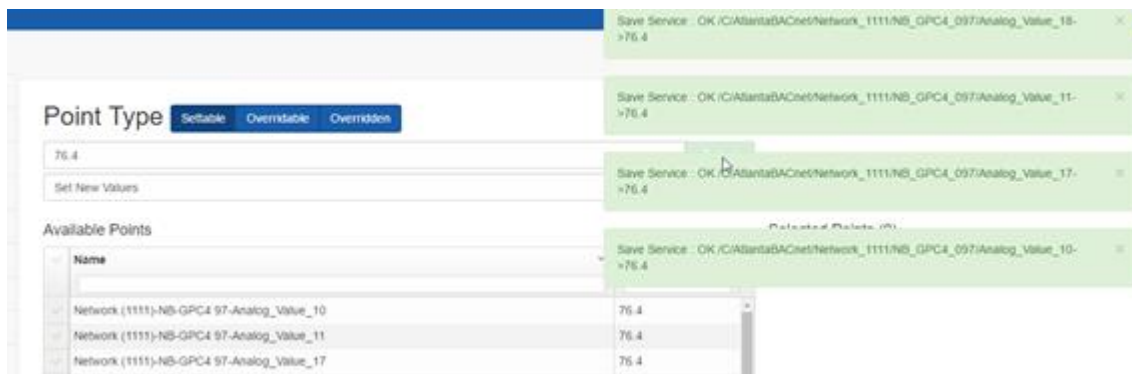 Save Service : OK /C/AtlantaBACnet/Network_1111/NB_GPC4_097/Analog_Value_18-
>76.4
Save Service : OK /C/AtlantaBACnet/Network_1111/NB_GPC4_097/Analog_Value_11-
>76.4
Point Type Settable Overridable Overridden
76.4
Save Service : OK /C/AtlantaBACnet/Network_1111/NB_GPC4_097/Analog_Value_17-
>76.4
Set New Values
Available Points
Save Service : OK /C/AtlantaBACnet/Network_1111/NB_GPC4_097/Analog_Value_10-
>76.4
Name
Network (1111)-NB-GPC4 97-Analog_Value_10 76.4
Network (1111)-NB-GPC4 97-Analog_Value_11 76.4
Network (1111)-NB-GPC4 97-Analog_Value_17 76.4